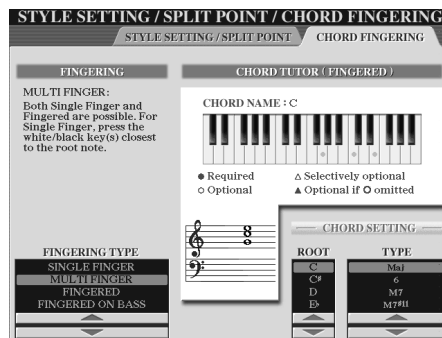 STYLE SETTING / SPLIT POINT / CHORD FINGERING
STYLE SETTING / SPLIT POINT
CHORD FINGERING
FINGERING
MULTI FINGER:
Both Single Finger and
Fingered are possible. For
Single Finger, press the
white/black key(s) closest
to the root note.
FINGERING TYPE
SINGLE FINGER
MULTI FINGER
FINGERED
FINGERED ON BASS
CHORD TUTOR ( FINGERED )
CHORD NAME : C
● Required
△ Selectively optional
○ Optional
▲ Optional if O omitted
CHORD SETTING
ROOT
C
C#
D
E♭
TYPE
Maj
6
M7
M7#11